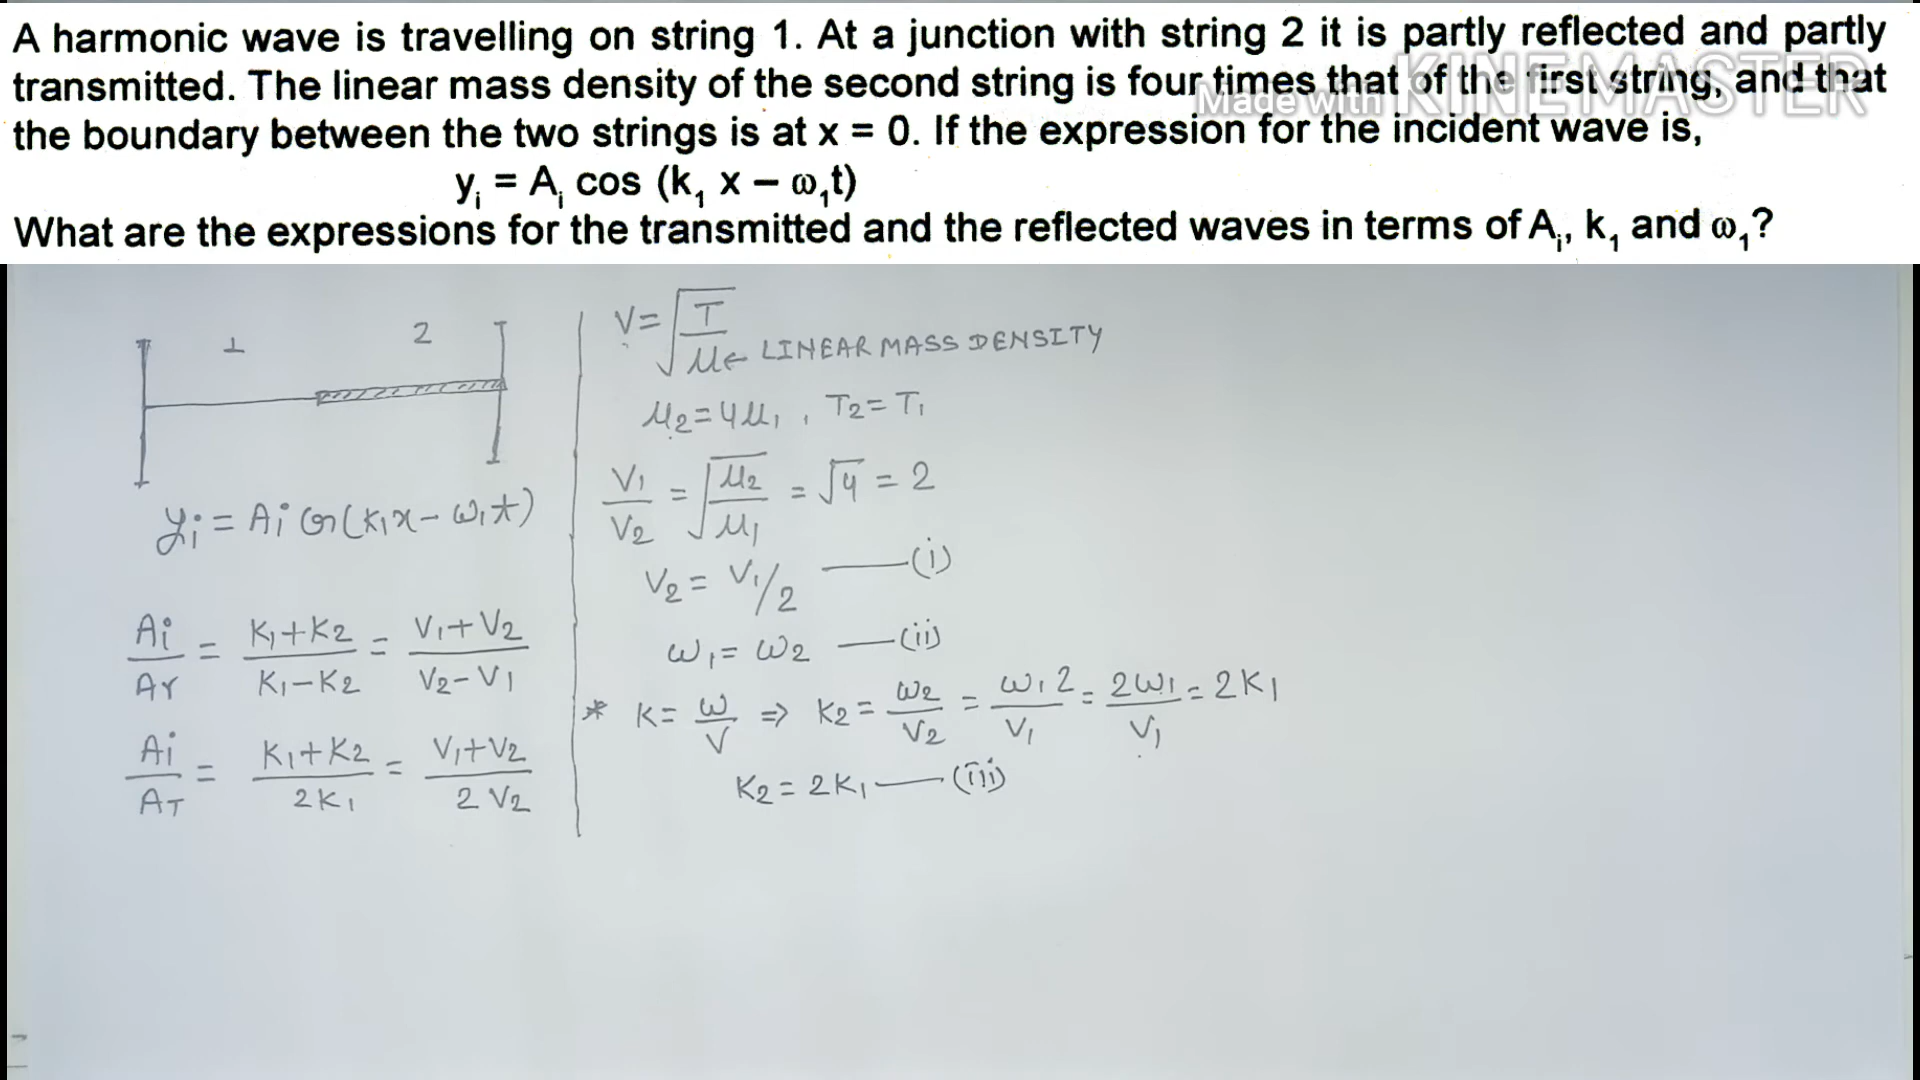 A harmonic wave is travelling on string 1. At a junction with string 2 it is partly reflected and partly
transmitted. The linear mass density of the second string is four times that of the first string, and that
Made with KINEMASTER
the boundary between the two strings is at x = 0. If the expression for the incident wave is,
yᵢ = Aᵢ cos (k₁ x – ω₁t)
What are the expressions for the transmitted and the reflected waves in terms of Aᵢ, k₁ and ω₁?
1 2
yi = Ai cos(k₁x – ω₁t)
Ai/Ar = K₁+K₂/K₁–K₂ = V₁+V₂/V₂–V₁
Ai/AT = K₁+K₂/2K₁ = V₁+V₂/2V₂
V = √T/μ ← LINEAR MASS DENSITY
μ₂ = 4μ₁ , T₂ = T₁
V₁/V₂ = √μ₂/μ₁ = √4 = 2
V₂ = V₁/2 —(i)
ω₁ = ω₂ —(ii)
* K = ω/V ⇒ K₂ = ω₂/V₂ = ω₁2/V₁ = 2ω₁/V₁ = 2K₁
K₂ = 2K₁ —(iii)